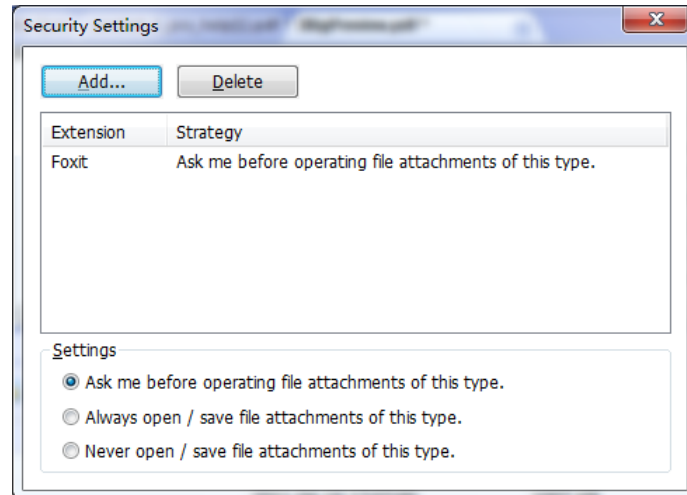 Security Settings
Add...
Delete
Extension Strategy
Foxit Ask me before operating file attachments of this type.
Settings
Ask me before operating file attachments of this type.
Always open / save file attachments of this type.
Never open / save file attachments of this type.